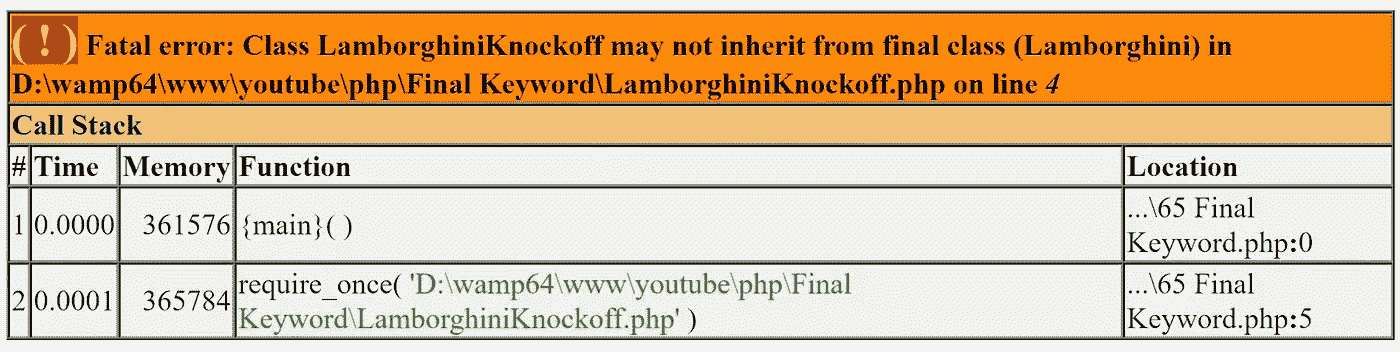 ( ! ) Fatal error: Class LamborghiniKnockoff may not inherit from final class (Lamborghini) in
D:\wamp64\www\youtube\php\Final Keyword\LamborghiniKnockoff.php on line 4
Call Stack
# Time Memory Function Location
1 0.0000 361576 {main}( ) ...\65 Final
Keyword.php:0
2 0.0001 365784 require_once( 'D:\wamp64\www\youtube\php\Final ...\65 Final
Keyword\LamborghiniKnockoff.php' ) Keyword.php:5